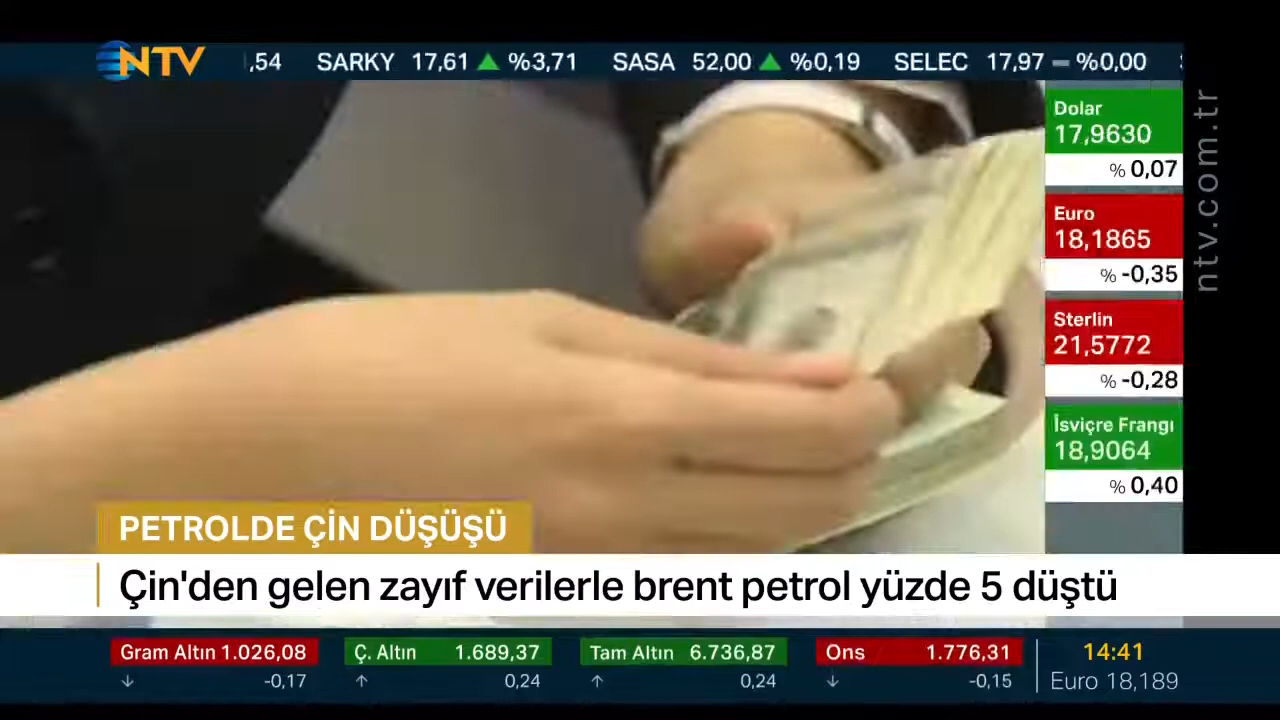 NTV ,54 SARKY 17,61 %3,71 SASA 52,00 %0,19 SELEC 17,97 %0,00
Dolar
17,9630
% 0,07
Euro
18,1865
% -0,35
Sterlin
21,5772
% -0,28
İsviçre Frangı
18,9064
% 0,40
ntv.com.tr
PETROLDE ÇİN DÜŞÜŞÜ
Çin'den gelen zayıf verilerle brent petrol yüzde 5 düştü
Gram Altın 1.026,08 Ç. Altın 1.689,37 Tam Altın 6.736,87 Ons 1.776,31 14:41
-0,17 0,24 0,24 -0,15 Euro 18,189